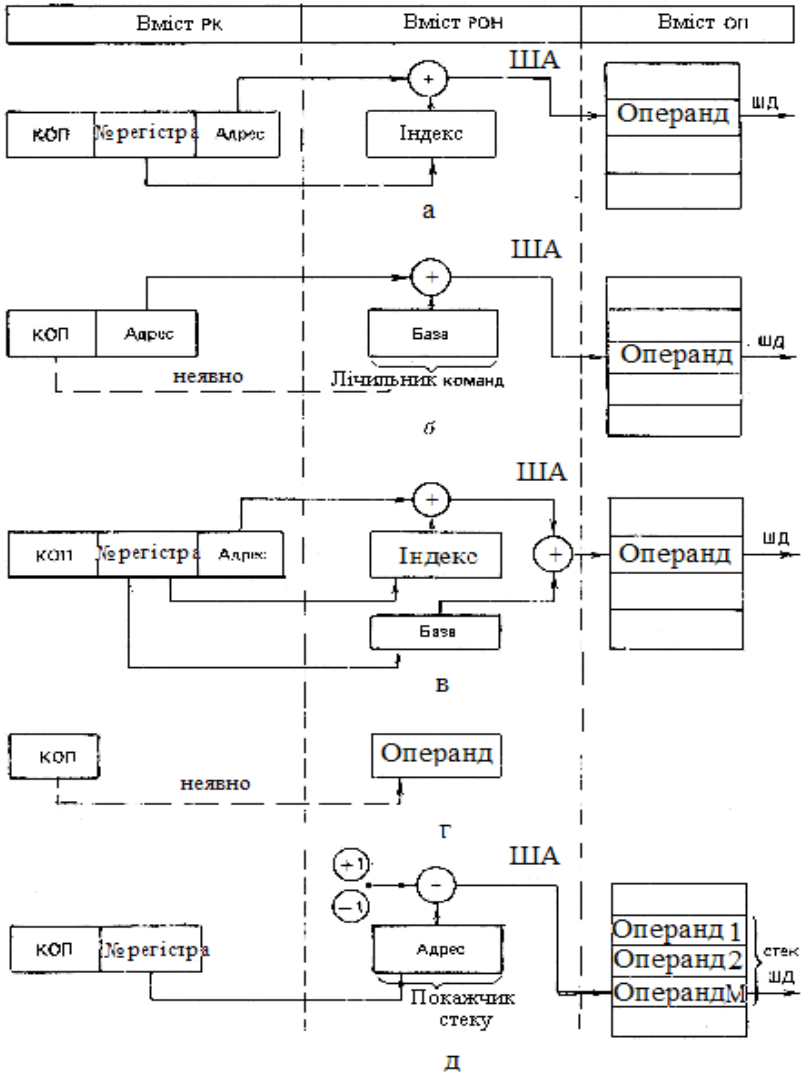 Вміст РК Вміст РОН Вміст ОП
ША
ШД
КОП №регістра Адрес Індекс Операнд
а
ША
КОП Адрес База Операнд ШД
неявно Лічильник команд
б
ША
ШД
КОП №регістра Адрес Індекс Операнд
База
в
КОП Операнд
неявно
г
ША
+1
-1
Операнд 1
КОП №регістра Адрес Операнд 2 стек
ШД
Покажчик ОперандМ
стеку
д